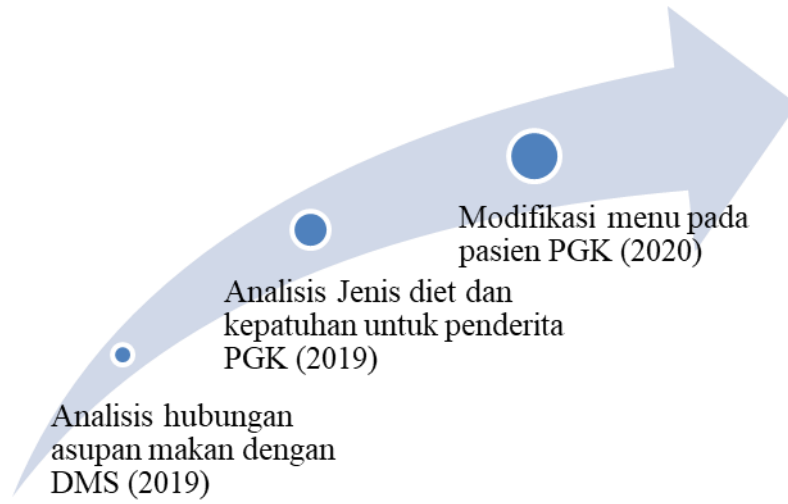 Modifikasi menu pada
pasien PGK (2020)
Analisis Jenis diet dan
kepatuhan untuk penderita
PGK (2019)
Analisis hubungan
asupan makan dengan
DMS (2019)